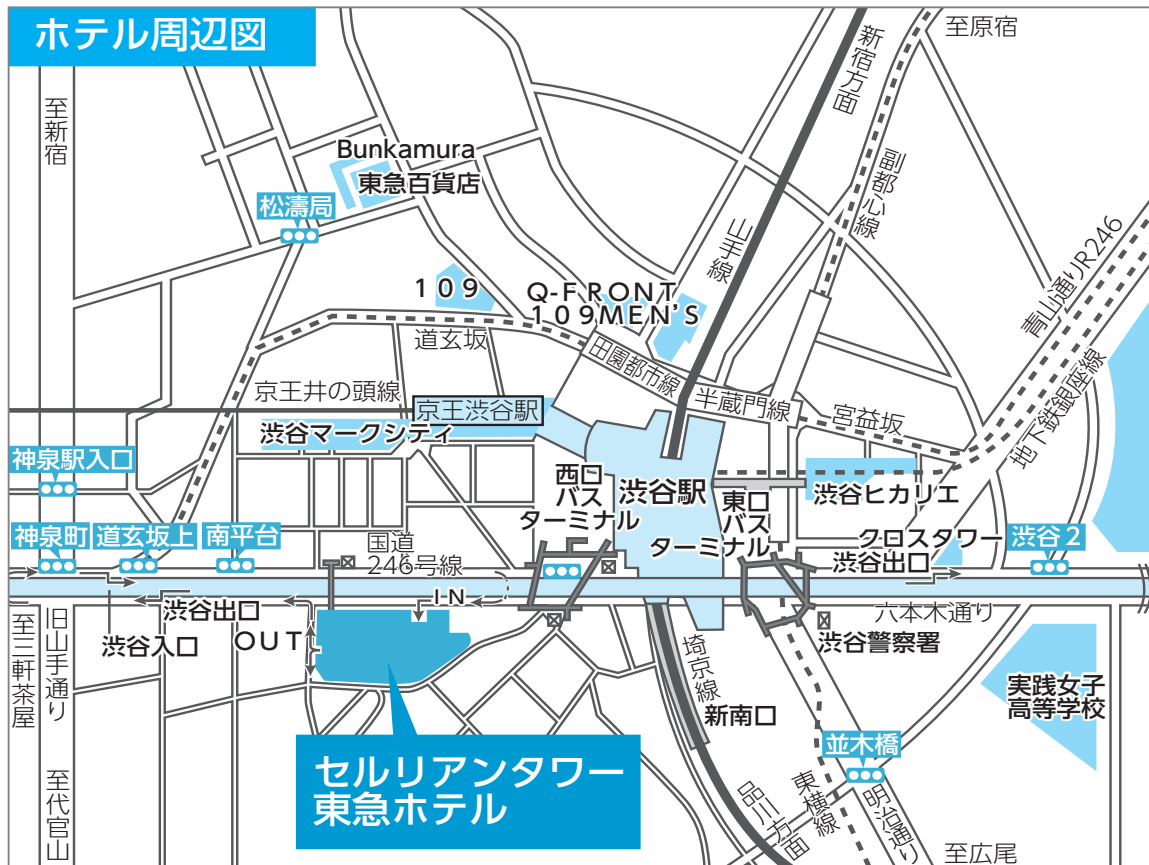 ホテル周辺図
至新宿
新宿方面
至原宿
Bunkamura
東急百貨店
松濤局
副都心線
山手線
青山通りR246
109
Q-FRONT
109MEN'S
道玄坂
田園都市線
半蔵門線
宮益坂
地下鉄銀座線
京王井の頭線
京王渋谷駅
渋谷マークシティ
神泉駅入口
西口
バス
ターミナル
渋谷駅
東口
バス
ターミナル
渋谷ヒカリエ
神泉町
道玄坂上
南平台
国道
246号線
クロスタワー
渋谷出口
渋谷2
IN
六本木通り
渋谷出口
渋谷入口
OUT
渋谷警察署
至三軒茶屋
旧山手通り
埼京線
新南口
実践女子
高等学校
並木橋
セルリアンタワー
東急ホテル
至代官山
品川方面
東横線
明治通り
至広尾